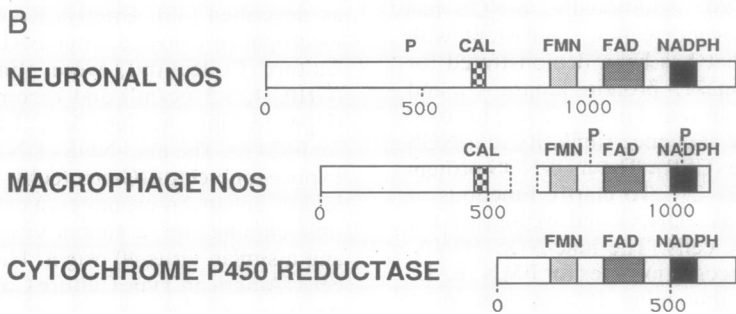 B
P CAL FMN FAD NADPH
NEURONAL NOS
0 500 1000
P P
CAL FMN FAD NADPH
MACROPHAGE NOS
0 500 1000
FMN FAD NADPH
CYTOCHROME P450 REDUCTASE
0 500